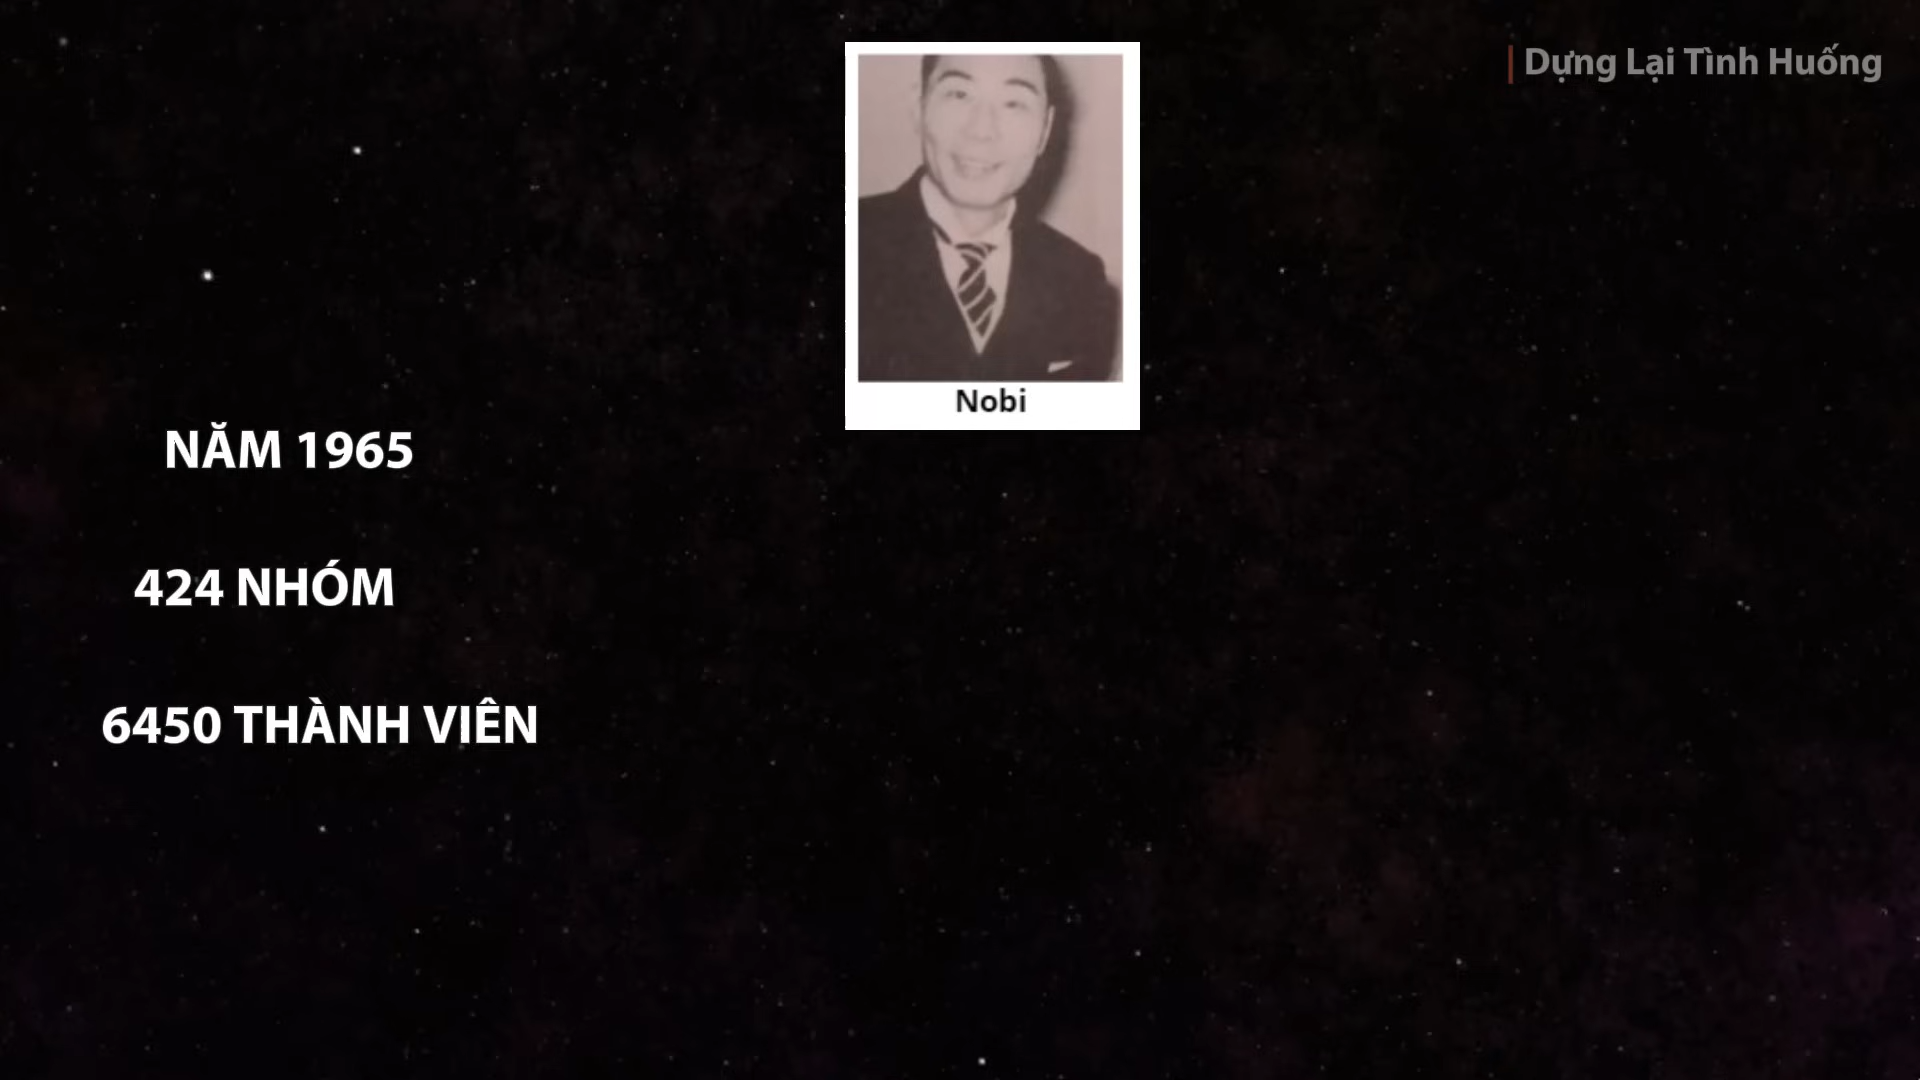 Dựng Lại Tình Huống
Nobi
NĂM 1965
424 NHÓM
6450 THÀNH VIÊN